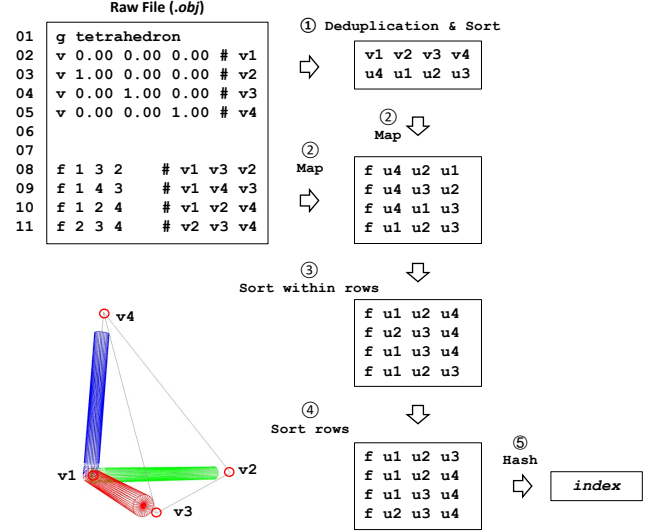 Raw File (.obj)
01 g tetrahedron
02 v 0.00 0.00 0.00 # v1
03 v 1.00 0.00 0.00 # v2
04 v 0.00 1.00 0.00 # v3
05 v 0.00 0.00 1.00 # v4
06
07
08 f 1 3 2 # v1 v3 v2
09 f 1 4 3 # v1 v4 v3
10 f 1 2 4 # v1 v2 v4
11 f 2 3 4 # v2 v3 v4
① Deduplication & Sort
v1 v2 v3 v4
u4 u1 u2 u3
②
Map
②
Map
f u4 u2 u1
f u4 u3 u2
f u4 u1 u3
f u1 u2 u3
③
Sort within rows
f u1 u2 u4
f u2 u3 u4
f u1 u3 u4
f u1 u2 u3
④
Sort rows
f u1 u2 u3
f u1 u2 u4
f u1 u3 u4
f u2 u3 u4
⑤
Hash
index
v4
v1
v2
v3